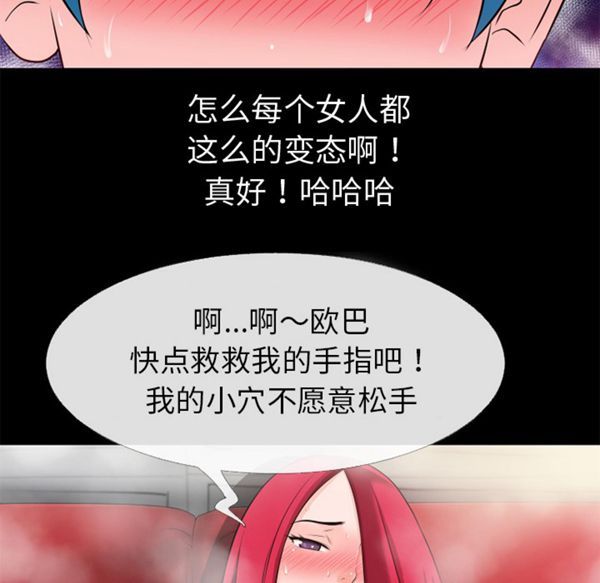 怎么每个女人都
这么的变态啊！
真好！哈哈哈
啊...啊～欧巴
快点救救我的手指吧！
我的小穴不愿意松手